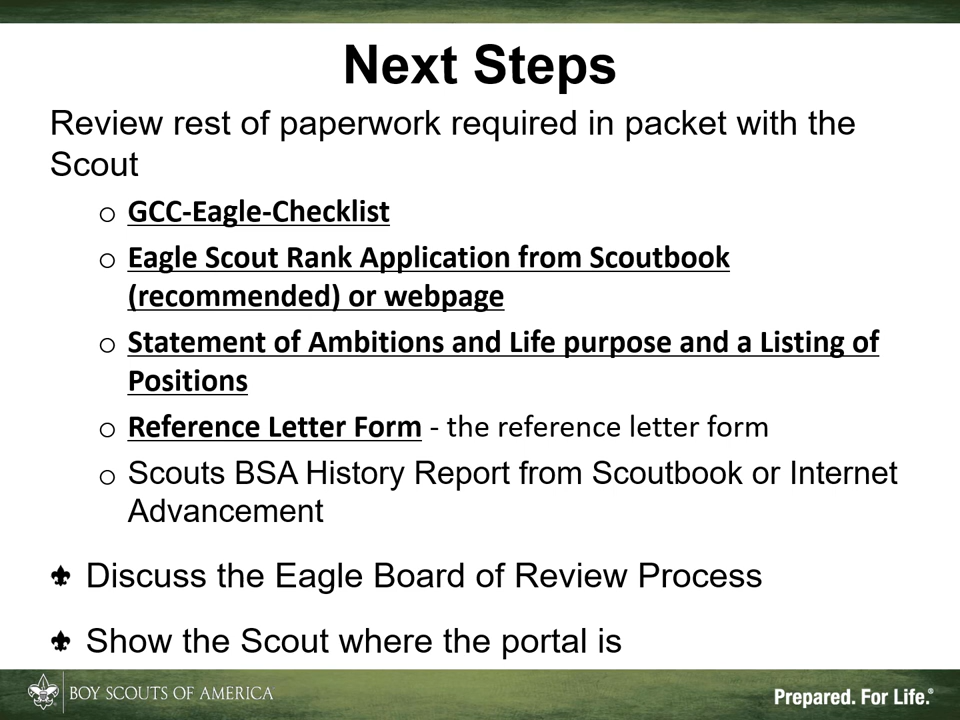 Next Steps
Review rest of paperwork required in packet with the
Scout
o GCC-Eagle-Checklist
o Eagle Scout Rank Application from Scoutbook
(recommended) or webpage
o Statement of Ambitions and Life purpose and a Listing of
Positions
o Reference Letter Form - the reference letter form
o Scouts BSA History Report from Scoutbook or Internet
Advancement
Discuss the Eagle Board of Review Process
Show the Scout where the portal is
BOY SCOUTS OF AMERICA
Prepared. For Life.®